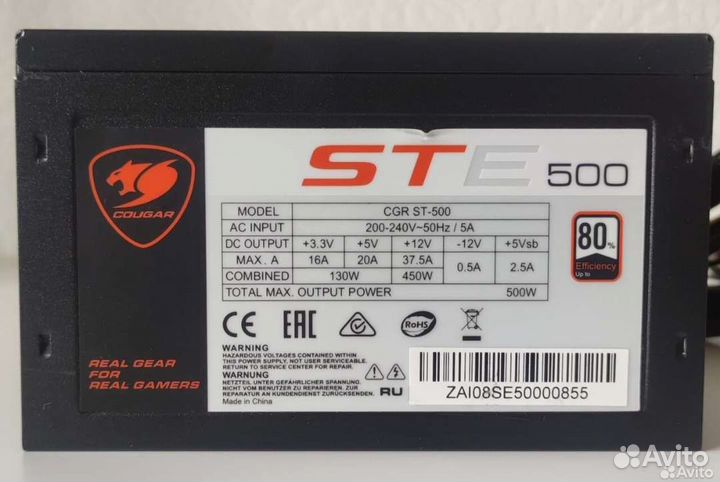 COUGAR
STE 500
MODEL CGR ST-500
AC INPUT 200-240V~50Hz / 5A
DC OUTPUT +3.3V +5V +12V -12V +5Vsb
MAX. A 16A 20A 37.5A 0.5A 2.5A
COMBINED 130W 450W
TOTAL MAX. OUTPUT POWER 500W
80%
Efficiency
Up to
CE EAC RoHS
WARNING
HAZARDOUS VOLTAGES CONTAINED WITHIN
THIS POWER SUPPLY, NOT USER SERVICEABLE.
RETURN TO SERVICE CENTER FOR REPAIR.
WARNUNG
NETZTEIL UNTER GEFÄHRLICHER SPANNUNG.
NICHT VOM BENUTZER ZU REPARIEREN. ZUR
REPARATUR AN KUNDENDIENST ZURÜCKSENDEN.
Made in China
RU
ZAI08SE50000855
REAL GEAR
FOR
REAL GAMERS
Avito
Avito